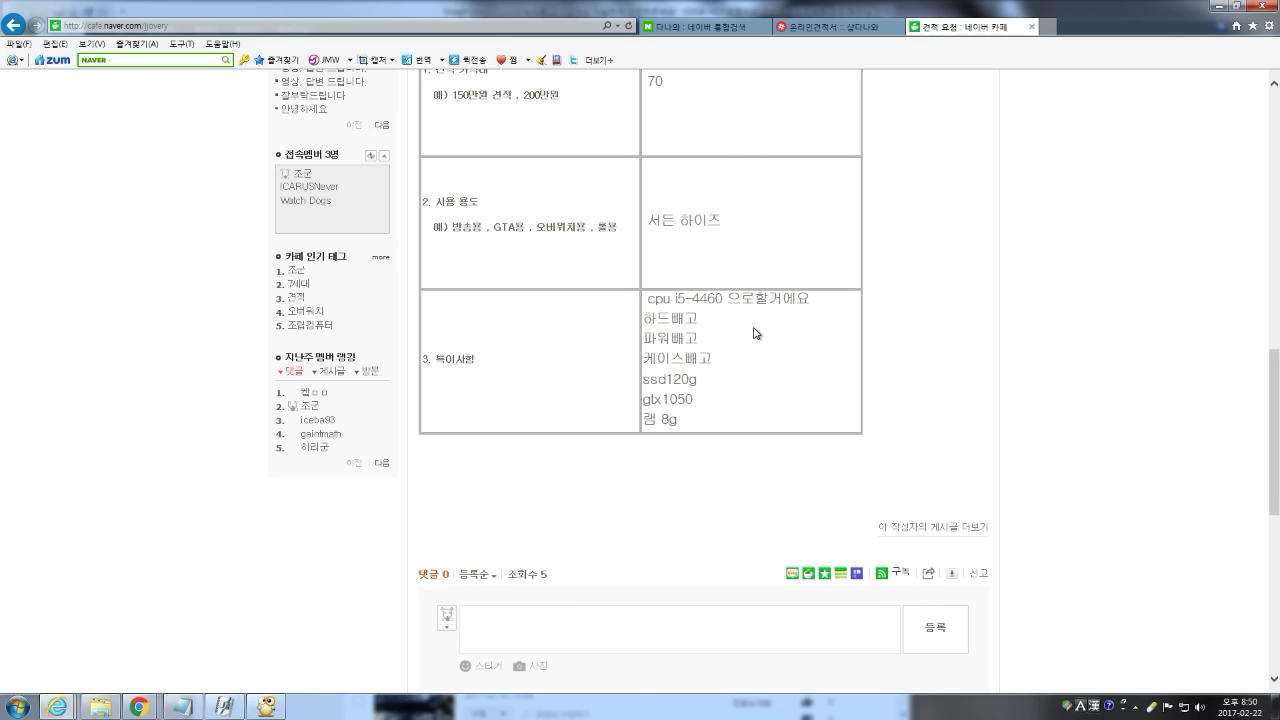 http://cafe.naver.com/jiovery
다나와 : 네이버 통합검색
온라인견적서 :: 샵다나와
견적 요청 : 네이버 카페
파일(F) 편집(E) 보기(V) 즐겨찾기(A) 도구(T) 도움말(H)
zum NAVER 즐겨찾기 JMW 캡처 번역 퀵전송 찜 더보기+
영상, 답변 드립니다.
잘부탁드립니다
안녕하세요
이전 다음
접속멤버 3명
조군
ICARUSNever
Watch Dogs
카페 인기 태그 more
1. 조군
2. 7세대
3. 견적
4. 오버워치
5. 조립컴퓨터
지난주 멤버 랭킹
댓글 게시글 방문
1. 켈ㅁㅁ
2. 조군
3. iceba93
4. gaintmath
5. 하리궁
이전 다음
예) 150만원 견적 , 200만원
70
2. 사용 용도
예) 방송용 , GTA용 , 오버워치용 , 롤용
서든 하이즈
3. 특이사항
cpu i5-4460 으로할거에요
하드빼고
파워빼고
케이스빼고
ssd120g
gtx1050
램 8g
이 작성자의 게시글 더보기
댓글 0 등록순 조회수 5
구독 신고
등록
스티커 사진
오후 8:50
2017-02-22